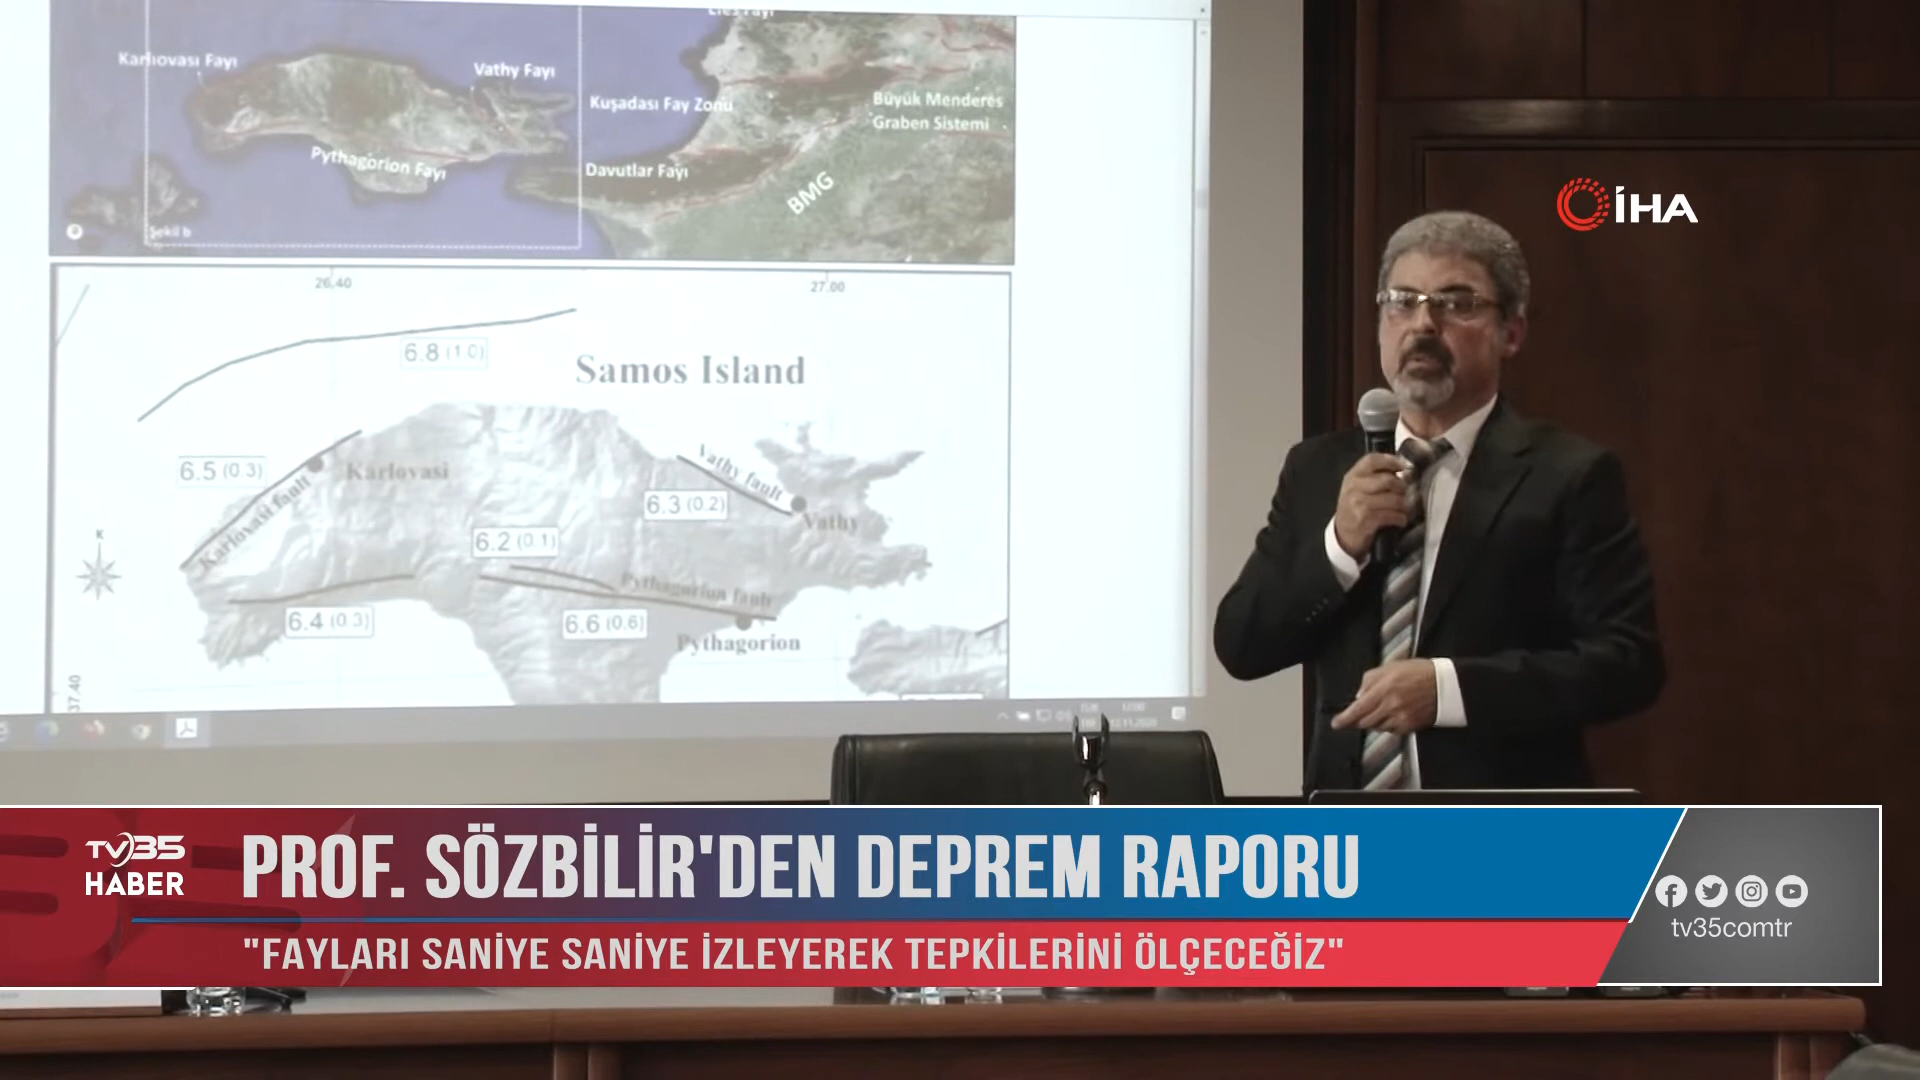 Karlıovası Fayı
Vathy Fayı
Kuşadası Fay Zonu
Büyük Menderes
Graben Sistemi
Pythagorion Fayı
Davutlar Fayı
BMG
Şekil b
26.40
27.00
6.8 (1.0)
Samos Island
6.5 (0.3)
Karlovasi
Karlovasi fault
Vathy fault
6.3 (0.2)
Vathy
6.2 (0.1)
Pythagorion fault
6.4 (0.3)
6.6 (0.6)
Pythagorion
K
37.40
İHA
TV35
HABER
PROF. SÖZBİLİR'DEN DEPREM RAPORU
"FAYLARI SANİYE SANİYE İZLEYEREK TEPKİLERİNİ ÖLÇECEĞİZ"
tv35comtr